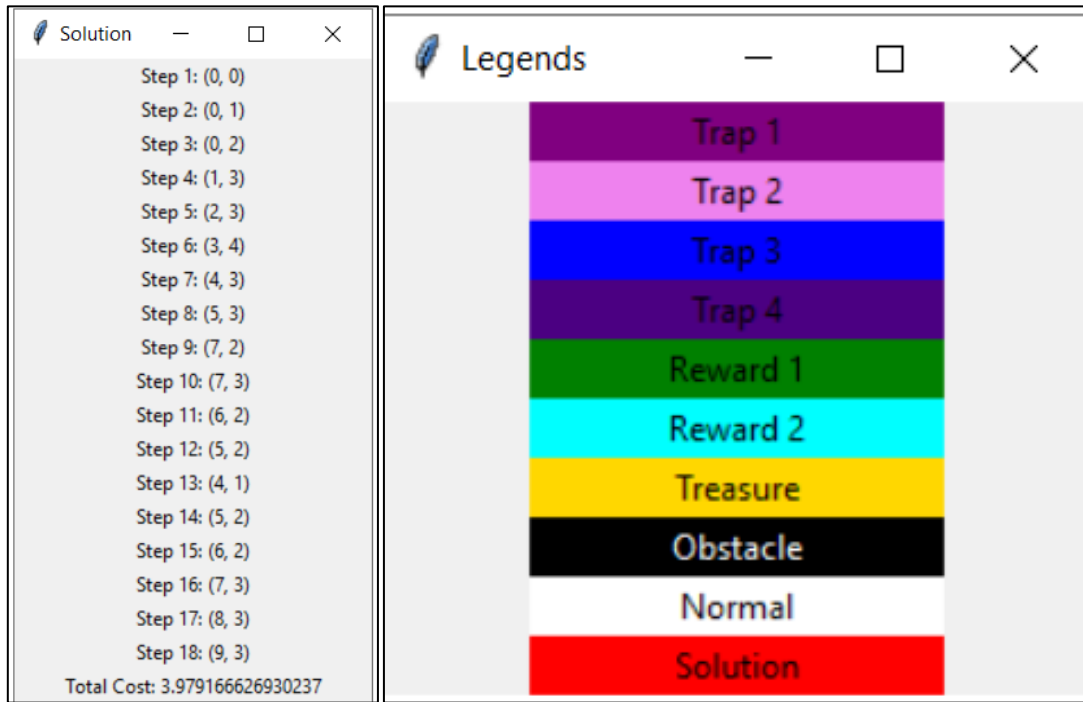 Solution
Step 1: (0, 0)
Step 2: (0, 1)
Step 3: (0, 2)
Step 4: (1, 3)
Step 5: (2, 3)
Step 6: (3, 4)
Step 7: (4, 3)
Step 8: (5, 3)
Step 9: (7, 2)
Step 10: (7, 3)
Step 11: (6, 2)
Step 12: (5, 2)
Step 13: (4, 1)
Step 14: (5, 2)
Step 15: (6, 2)
Step 16: (7, 3)
Step 17: (8, 3)
Step 18: (9, 3)
Total Cost: 3.979166626930237
Legends
Trap 1
Trap 2
Trap 3
Trap 4
Reward 1
Reward 2
Treasure
Obstacle
Normal
Solution